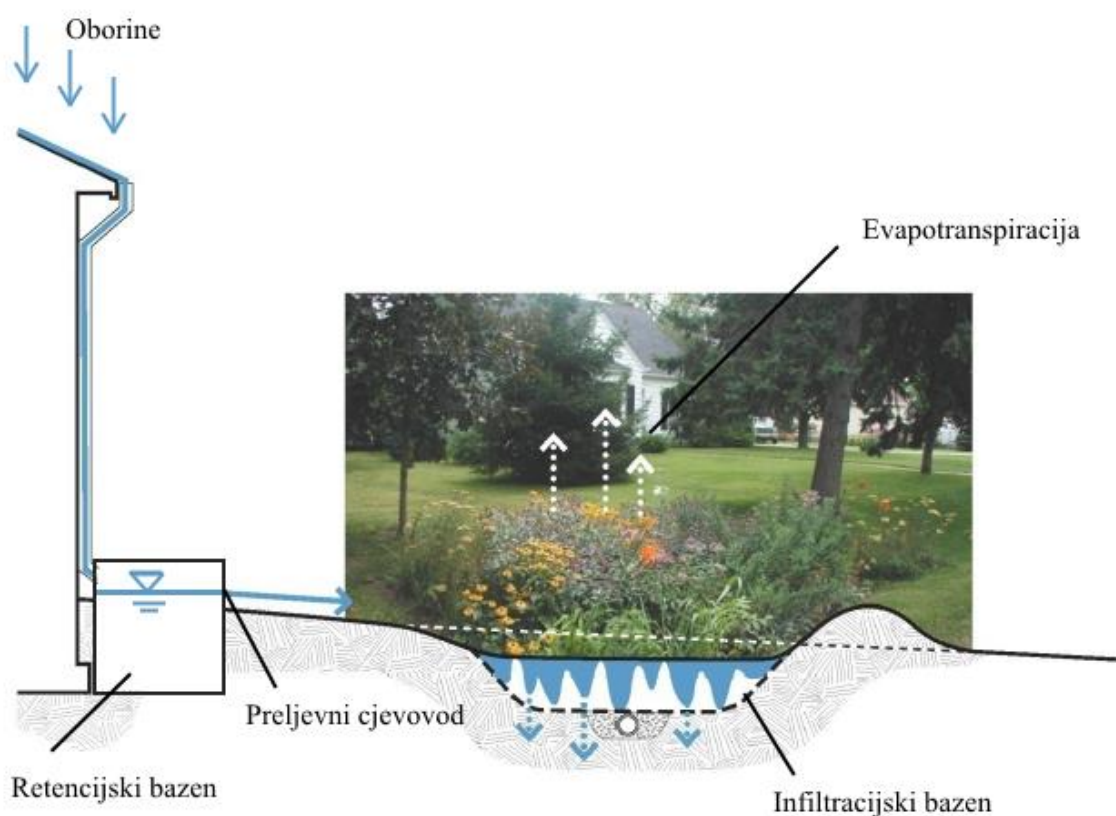 Oborine
Evapotranspiracija
Preljevni cjevovod
Retencijski bazen
Infiltracijski bazen